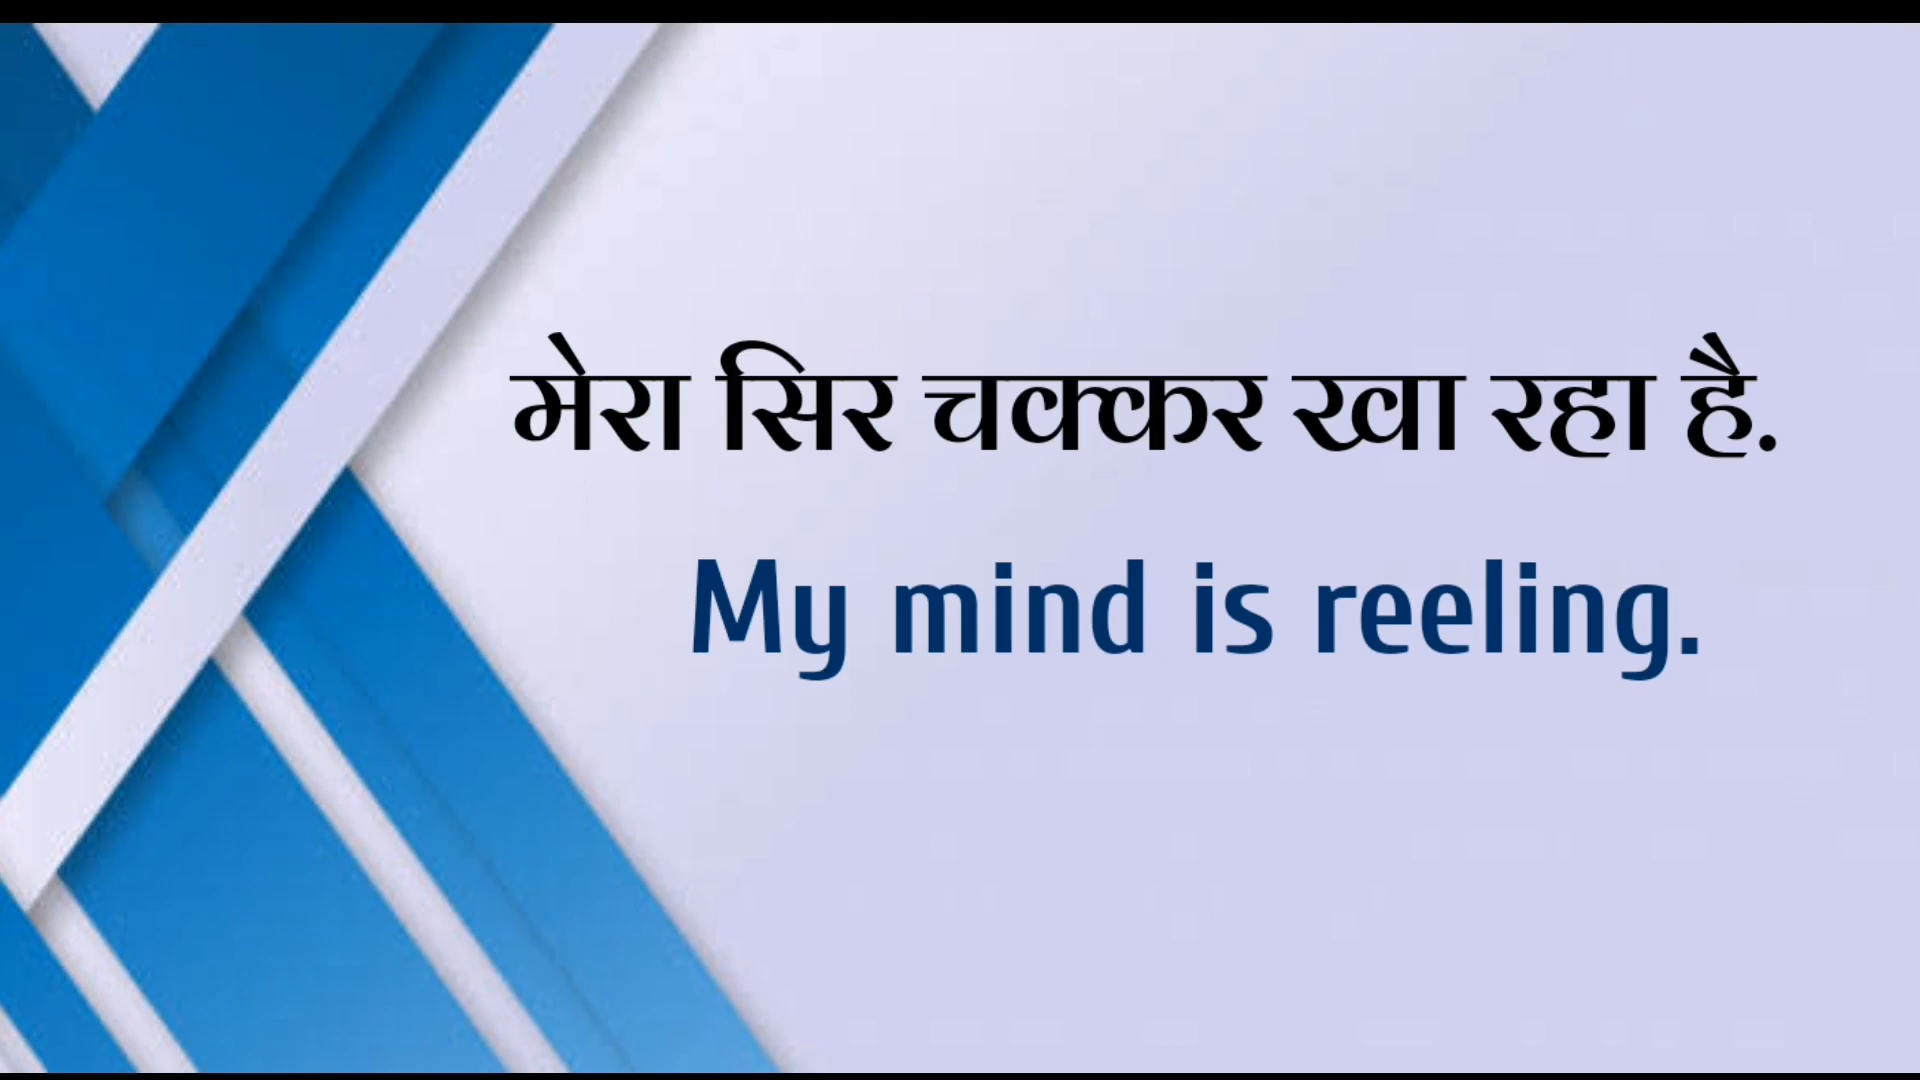 मेरा सिर चक्कर खा रहा है.
My mind is reeling.